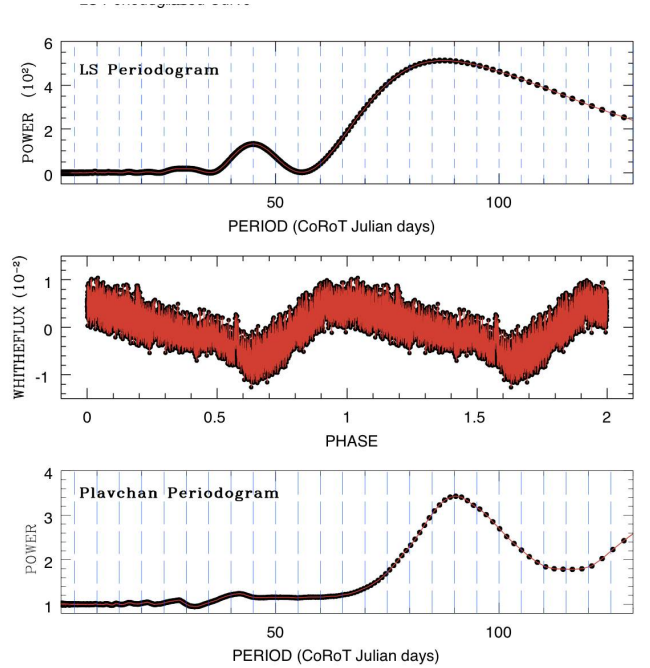 6
4
2
0
POWER (10²)
LS Periodogram
50
100
PERIOD (CoRoT Julian days)
1
0
-1
WHITHEFLUX (10⁻²)
0
0.5
1
1.5
2
PHASE
4
3
2
1
POWER
Plavchan Periodogram
50
100
PERIOD (CoRoT Julian days)